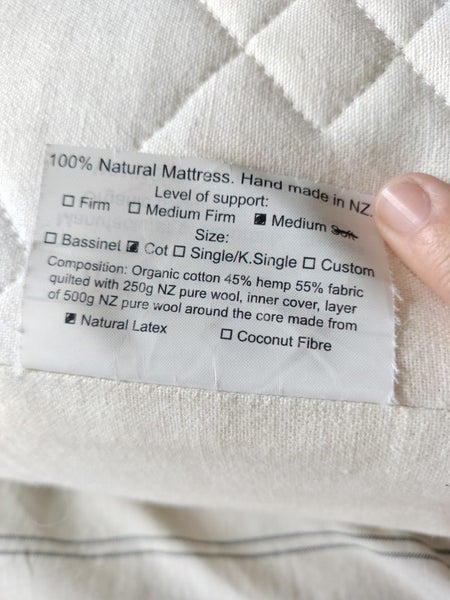 100% Natural Mattress. Hand made in NZ.
Level of support:
☐ Firm ☐ Medium Firm ☑ Medium Soft
Size:
☐ Bassinet ☑ Cot ☐ Single/K.Single ☐ Custom
Composition: Organic cotton 45% hemp 55% fabric
quilted with 250g NZ pure wool, inner cover, layer
of 500g NZ pure wool around the core made from
☑ Natural Latex ☐ Coconut Fibre